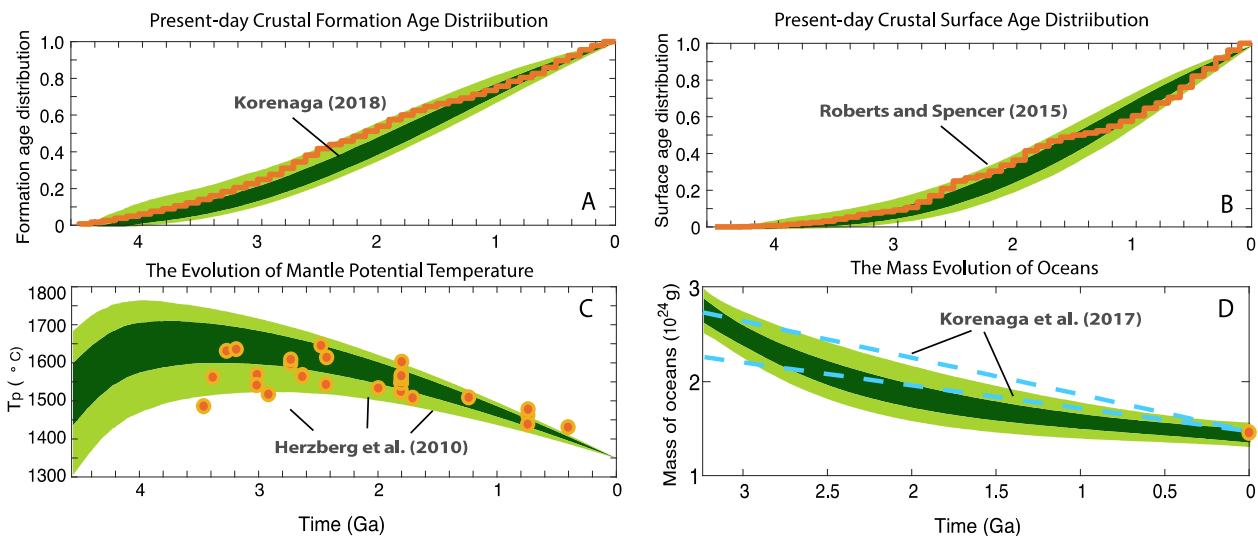 Present-day Crustal Formation Age Distriibution
Formation age distribution
1.0
0.8
0.6
0.4
0.2
0
Korenaga (2018)
A
4
3
2
1
0
Present-day Crustal Surface Age Distriibution
Surface age distribution
1.0
0.8
0.6
0.4
0.2
0
Roberts and Spencer (2015)
B
4
3
2
1
0
The Evolution of Mantle Potential Temperature
Tp ( °C)
1800
1700
1600
1500
1400
1300
C
Herzberg et al. (2010)
4
3
2
1
0
Time (Ga)
The Mass Evolution of Oceans
Mass of oceans (10²⁴g)
3
2
1
D
Korenaga et al. (2017)
3
2.5
2
1.5
1
0.5
0
Time (Ga)